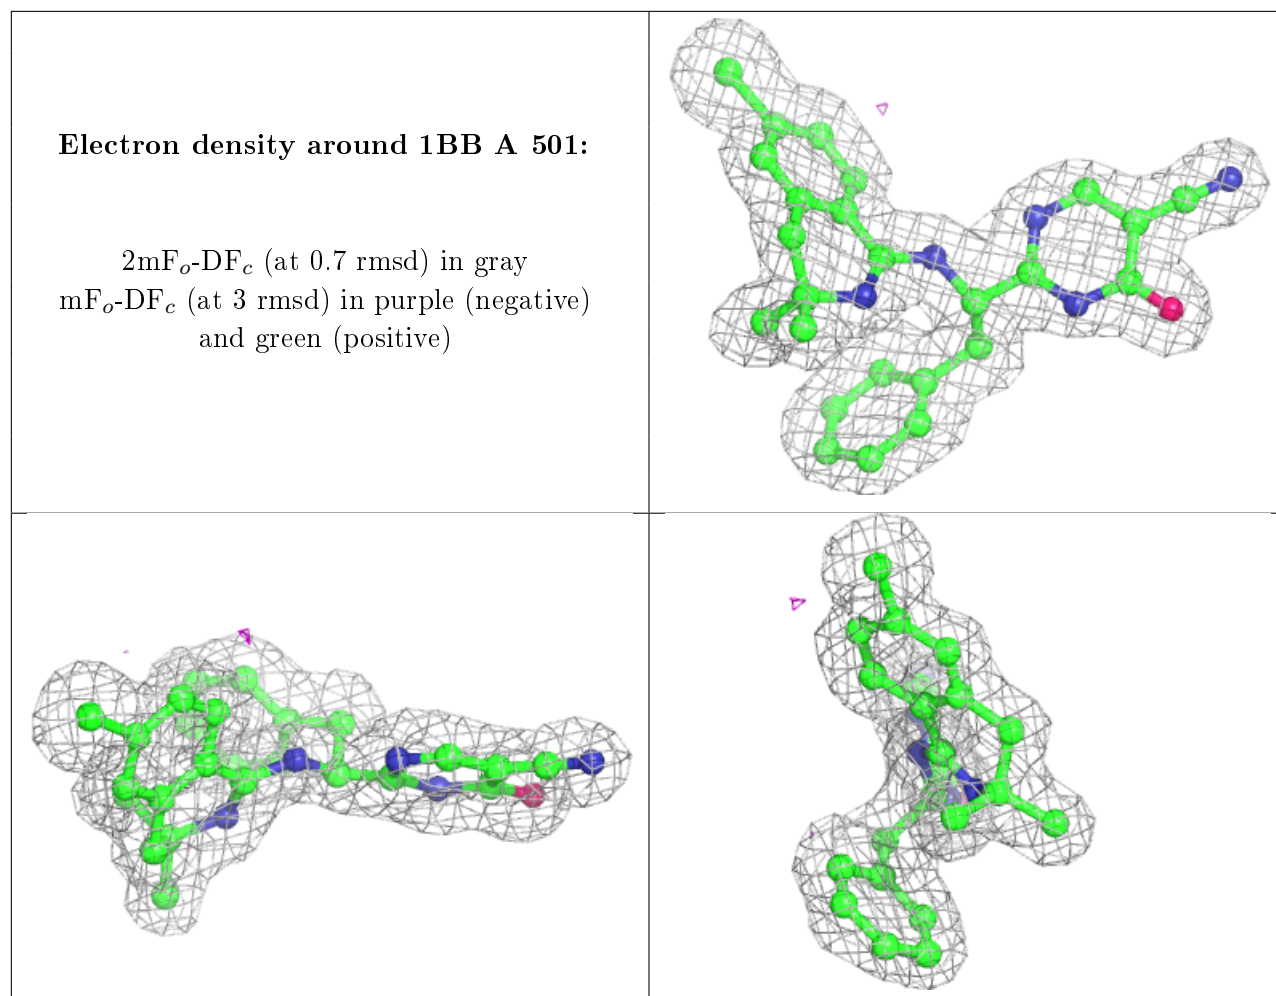 Electron density around 1BB A 501:
2mFo-DFc (at 0.7 rmsd) in gray
mFo-DFc (at 3 rmsd) in purple (negative)
and green (positive)